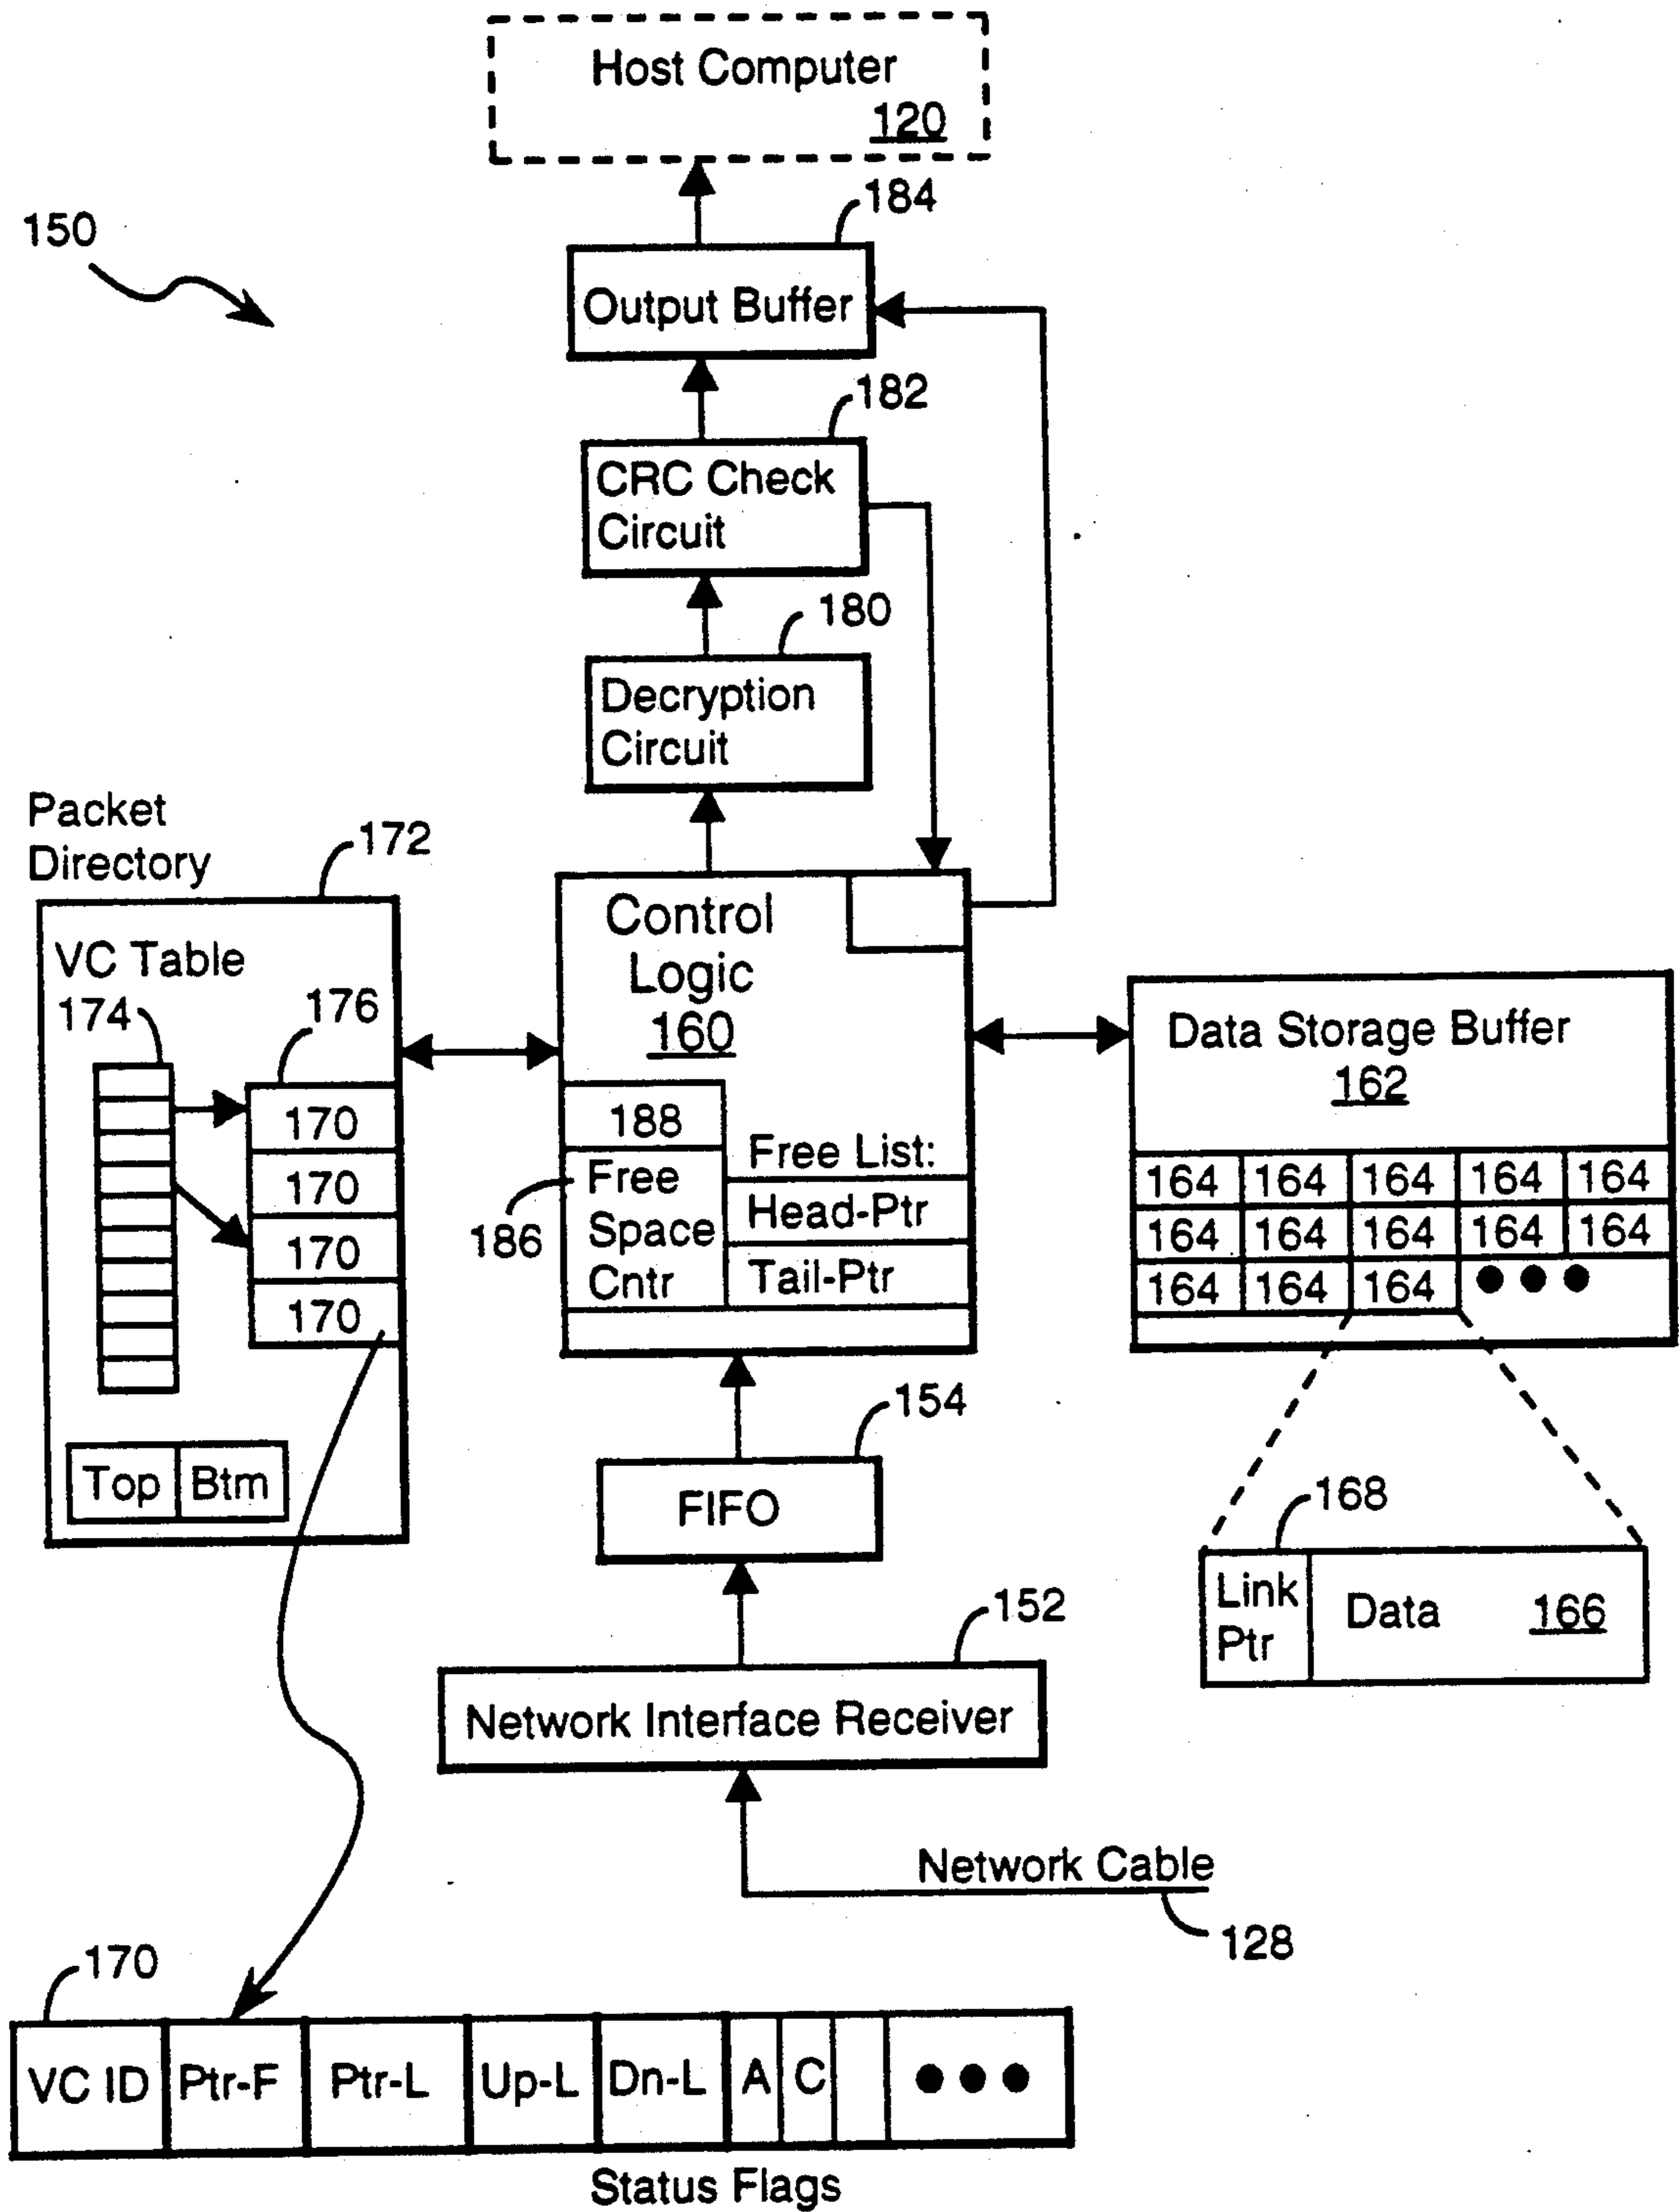 Host Computer
120
184
150
Output Buffer
182
CRC Check
Circuit
180
Decryption
Circuit
Packet
Directory
172
Control
Logic
160
VC Table
174
176
170
170
170
170
188
Free
Space
Cntr
186
Free List:
Head-Ptr
Tail-Ptr
Data Storage Buffer
162
164 164 164 164 164
164 164 164 164 164
164 164 164 ● ● ●
Top Btm
154
FIFO
168
Link
Ptr
Data 166
152
Network Interface Receiver
Network Cable
128
170
VC ID Ptr-F Ptr-L Up-L Dn-L A C ● ● ●
Status Flags